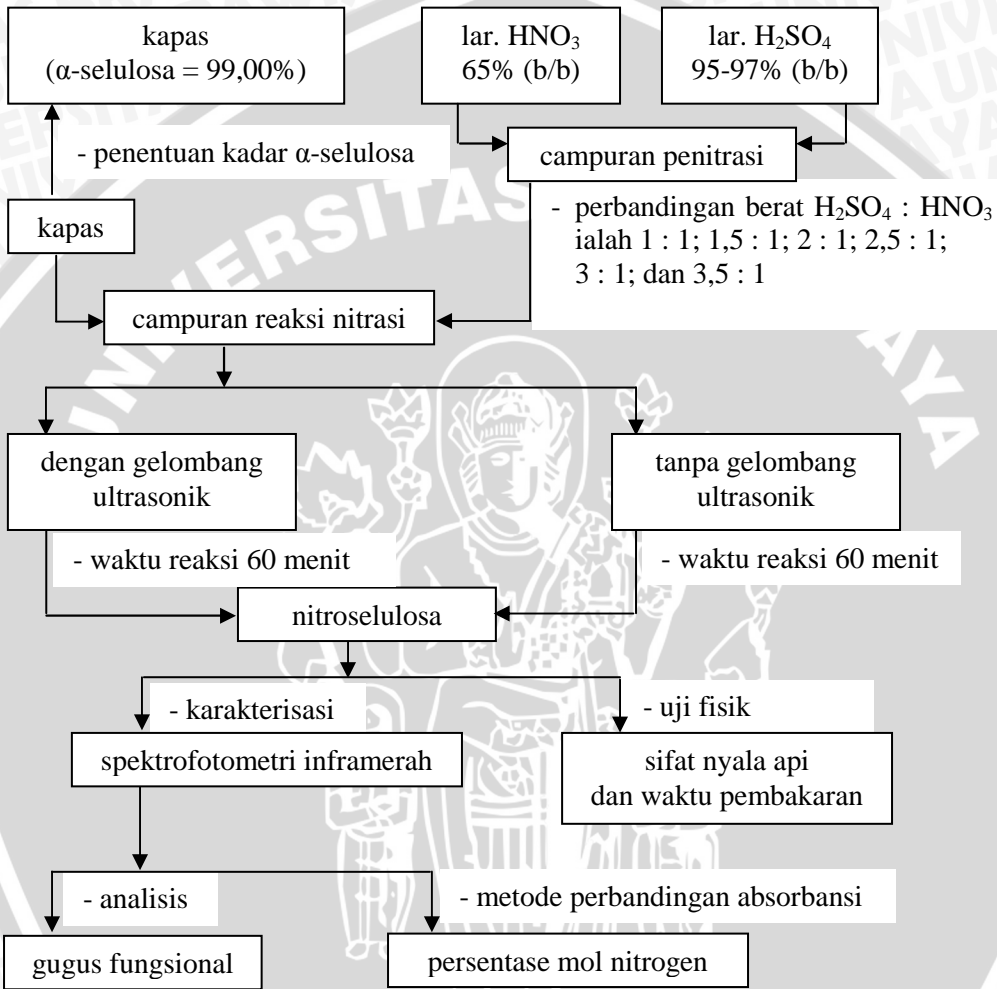 kapas
(α-selulosa = 99,00%)
lar. HNO₃
65% (b/b)
lar. H₂SO₄
95-97% (b/b)
- penentuan kadar α-selulosa
campuran penitrasi
kapas
- perbandingan berat H₂SO₄ : HNO₃
ialah 1 : 1; 1,5 : 1; 2 : 1; 2,5 : 1;
3 : 1; dan 3,5 : 1
campuran reaksi nitrasi
dengan gelombang
ultrasonik
tanpa gelombang
ultrasonik
- waktu reaksi 60 menit
- waktu reaksi 60 menit
nitroselulosa
- karakterisasi
- uji fisik
spektrofotometri inframerah
sifat nyala api
dan waktu pembakaran
- analisis
- metode perbandingan absorbansi
gugus fungsional
persentase mol nitrogen